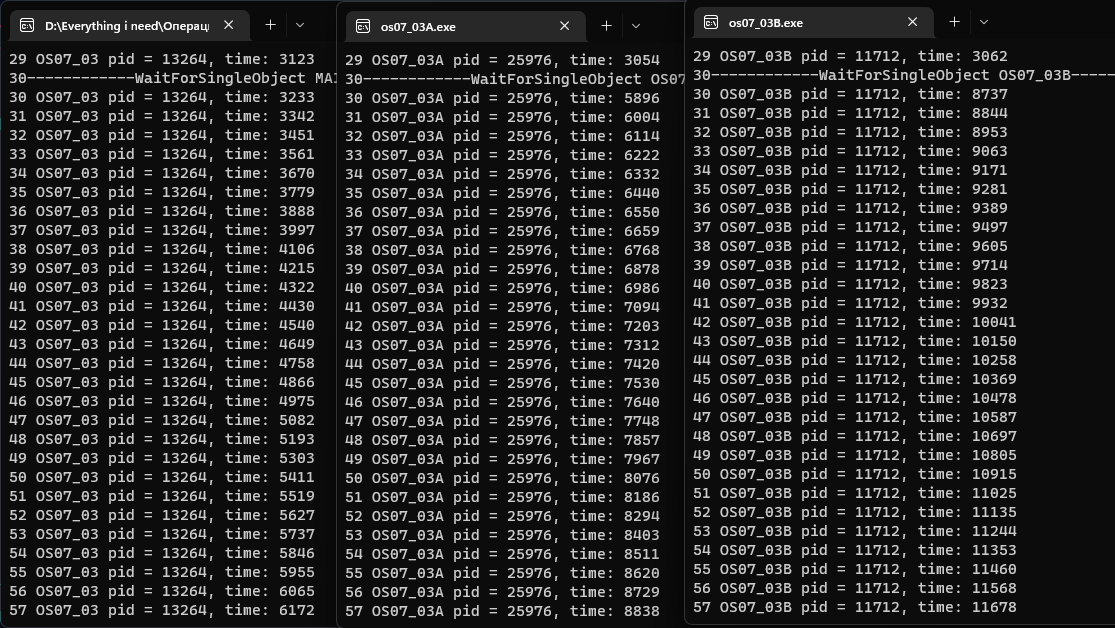 D:\Everything i need\Операц
29 OS07_03 pid = 13264, time: 3123
30------------WaitForSingleObject MAI
30 OS07_03 pid = 13264, time: 3233
31 OS07_03 pid = 13264, time: 3342
32 OS07_03 pid = 13264, time: 3451
33 OS07_03 pid = 13264, time: 3561
34 OS07_03 pid = 13264, time: 3670
35 OS07_03 pid = 13264, time: 3779
36 OS07_03 pid = 13264, time: 3888
37 OS07_03 pid = 13264, time: 3997
38 OS07_03 pid = 13264, time: 4106
39 OS07_03 pid = 13264, time: 4215
40 OS07_03 pid = 13264, time: 4322
41 OS07_03 pid = 13264, time: 4430
42 OS07_03 pid = 13264, time: 4540
43 OS07_03 pid = 13264, time: 4649
44 OS07_03 pid = 13264, time: 4758
45 OS07_03 pid = 13264, time: 4866
46 OS07_03 pid = 13264, time: 4975
47 OS07_03 pid = 13264, time: 5082
48 OS07_03 pid = 13264, time: 5193
49 OS07_03 pid = 13264, time: 5303
50 OS07_03 pid = 13264, time: 5411
51 OS07_03 pid = 13264, time: 5519
52 OS07_03 pid = 13264, time: 5627
53 OS07_03 pid = 13264, time: 5737
54 OS07_03 pid = 13264, time: 5846
55 OS07_03 pid = 13264, time: 5955
56 OS07_03 pid = 13264, time: 6065
57 OS07_03 pid = 13264, time: 6172
os07_03A.exe
29 OS07_03A pid = 25976, time: 3054
30------------WaitForSingleObject OS07
30 OS07_03A pid = 25976, time: 5896
31 OS07_03A pid = 25976, time: 6004
32 OS07_03A pid = 25976, time: 6114
33 OS07_03A pid = 25976, time: 6222
34 OS07_03A pid = 25976, time: 6332
35 OS07_03A pid = 25976, time: 6440
36 OS07_03A pid = 25976, time: 6550
37 OS07_03A pid = 25976, time: 6659
38 OS07_03A pid = 25976, time: 6768
39 OS07_03A pid = 25976, time: 6878
40 OS07_03A pid = 25976, time: 6986
41 OS07_03A pid = 25976, time: 7094
42 OS07_03A pid = 25976, time: 7203
43 OS07_03A pid = 25976, time: 7312
44 OS07_03A pid = 25976, time: 7420
45 OS07_03A pid = 25976, time: 7530
46 OS07_03A pid = 25976, time: 7640
47 OS07_03A pid = 25976, time: 7748
48 OS07_03A pid = 25976, time: 7857
49 OS07_03A pid = 25976, time: 7967
50 OS07_03A pid = 25976, time: 8076
51 OS07_03A pid = 25976, time: 8186
52 OS07_03A pid = 25976, time: 8294
53 OS07_03A pid = 25976, time: 8403
54 OS07_03A pid = 25976, time: 8511
55 OS07_03A pid = 25976, time: 8620
56 OS07_03A pid = 25976, time: 8729
57 OS07_03A pid = 25976, time: 8838
os07_03B.exe
29 OS07_03B pid = 11712, time: 3062
30------------WaitForSingleObject OS07_03B-----
30 OS07_03B pid = 11712, time: 8737
31 OS07_03B pid = 11712, time: 8844
32 OS07_03B pid = 11712, time: 8953
33 OS07_03B pid = 11712, time: 9063
34 OS07_03B pid = 11712, time: 9171
35 OS07_03B pid = 11712, time: 9281
36 OS07_03B pid = 11712, time: 9389
37 OS07_03B pid = 11712, time: 9497
38 OS07_03B pid = 11712, time: 9605
39 OS07_03B pid = 11712, time: 9714
40 OS07_03B pid = 11712, time: 9823
41 OS07_03B pid = 11712, time: 9932
42 OS07_03B pid = 11712, time: 10041
43 OS07_03B pid = 11712, time: 10150
44 OS07_03B pid = 11712, time: 10258
45 OS07_03B pid = 11712, time: 10369
46 OS07_03B pid = 11712, time: 10478
47 OS07_03B pid = 11712, time: 10587
48 OS07_03B pid = 11712, time: 10697
49 OS07_03B pid = 11712, time: 10805
50 OS07_03B pid = 11712, time: 10915
51 OS07_03B pid = 11712, time: 11025
52 OS07_03B pid = 11712, time: 11135
53 OS07_03B pid = 11712, time: 11244
54 OS07_03B pid = 11712, time: 11353
55 OS07_03B pid = 11712, time: 11460
56 OS07_03B pid = 11712, time: 11568
57 OS07_03B pid = 11712, time: 11678